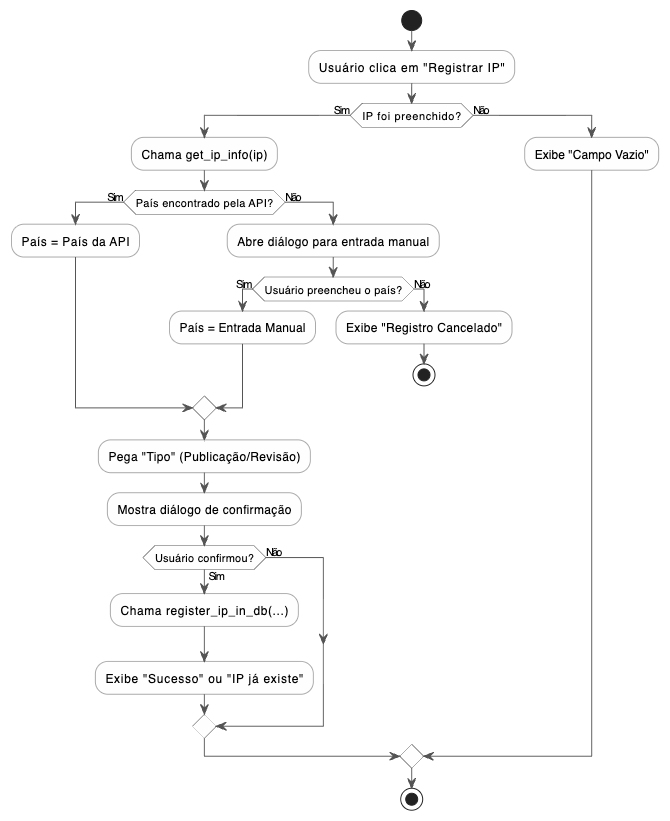 Usuário clica em "Registrar IP"
Sim
IP foi preenchido?
Não
Chama get_ip_info(ip)
Exibe "Campo Vazio"
Sim
País encontrado pela API?
Não
País = País da API
Abre diálogo para entrada manual
Sim
Usuário preencheu o país?
Não
País = Entrada Manual
Exibe "Registro Cancelado"
Pega "Tipo" (Publicação/Revisão)
Mostra diálogo de confirmação
Usuário confirmou?
Não
Sim
Chama register_ip_in_db(...)
Exibe "Sucesso" ou "IP já existe"